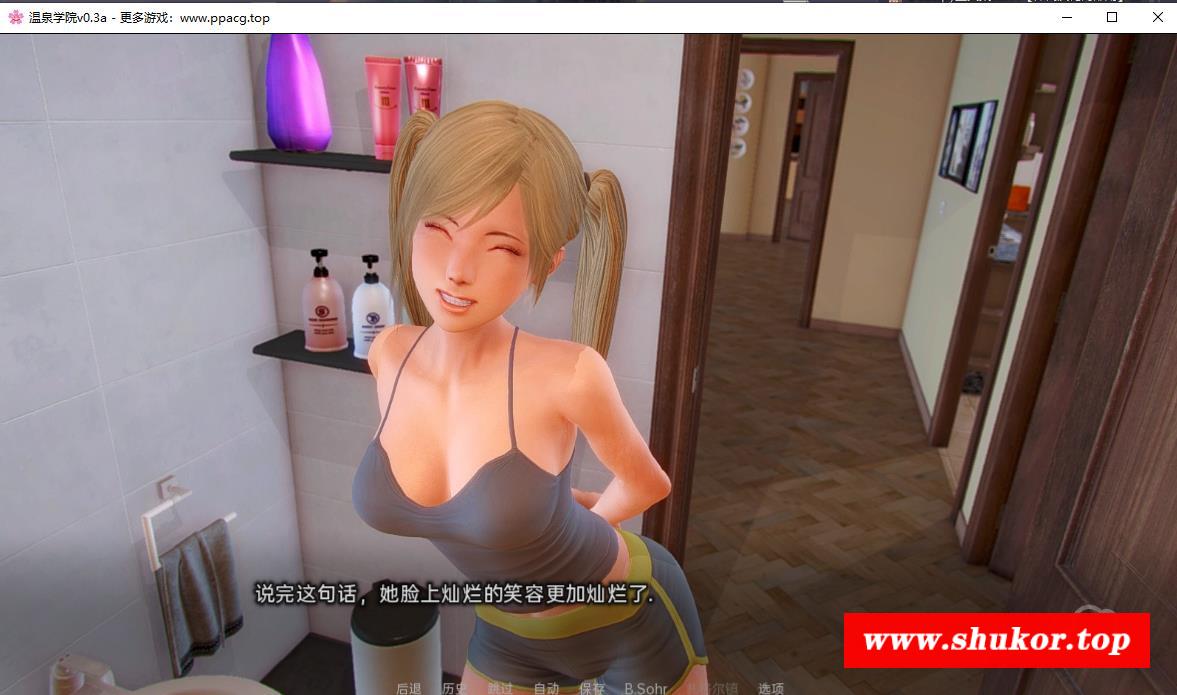 温泉学院v0.3a - 更多游戏：www.ppacg.top
说完这句话，她脸上灿烂的笑容更加灿烂了.
www.shukor.top
后退 历史 跳过 自动 保存 B.Sohr 选项